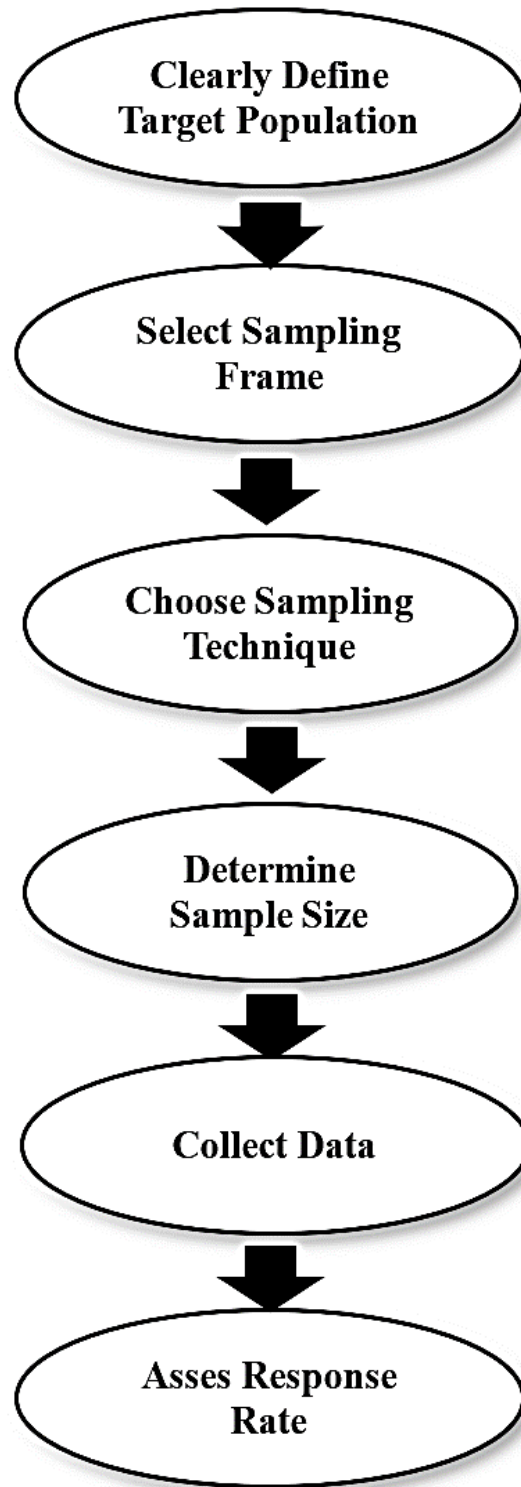 Clearly Define
Target Population
Select Sampling
Frame
Choose Sampling
Technique
Determine
Sample Size
Collect Data
Asses Response
Rate